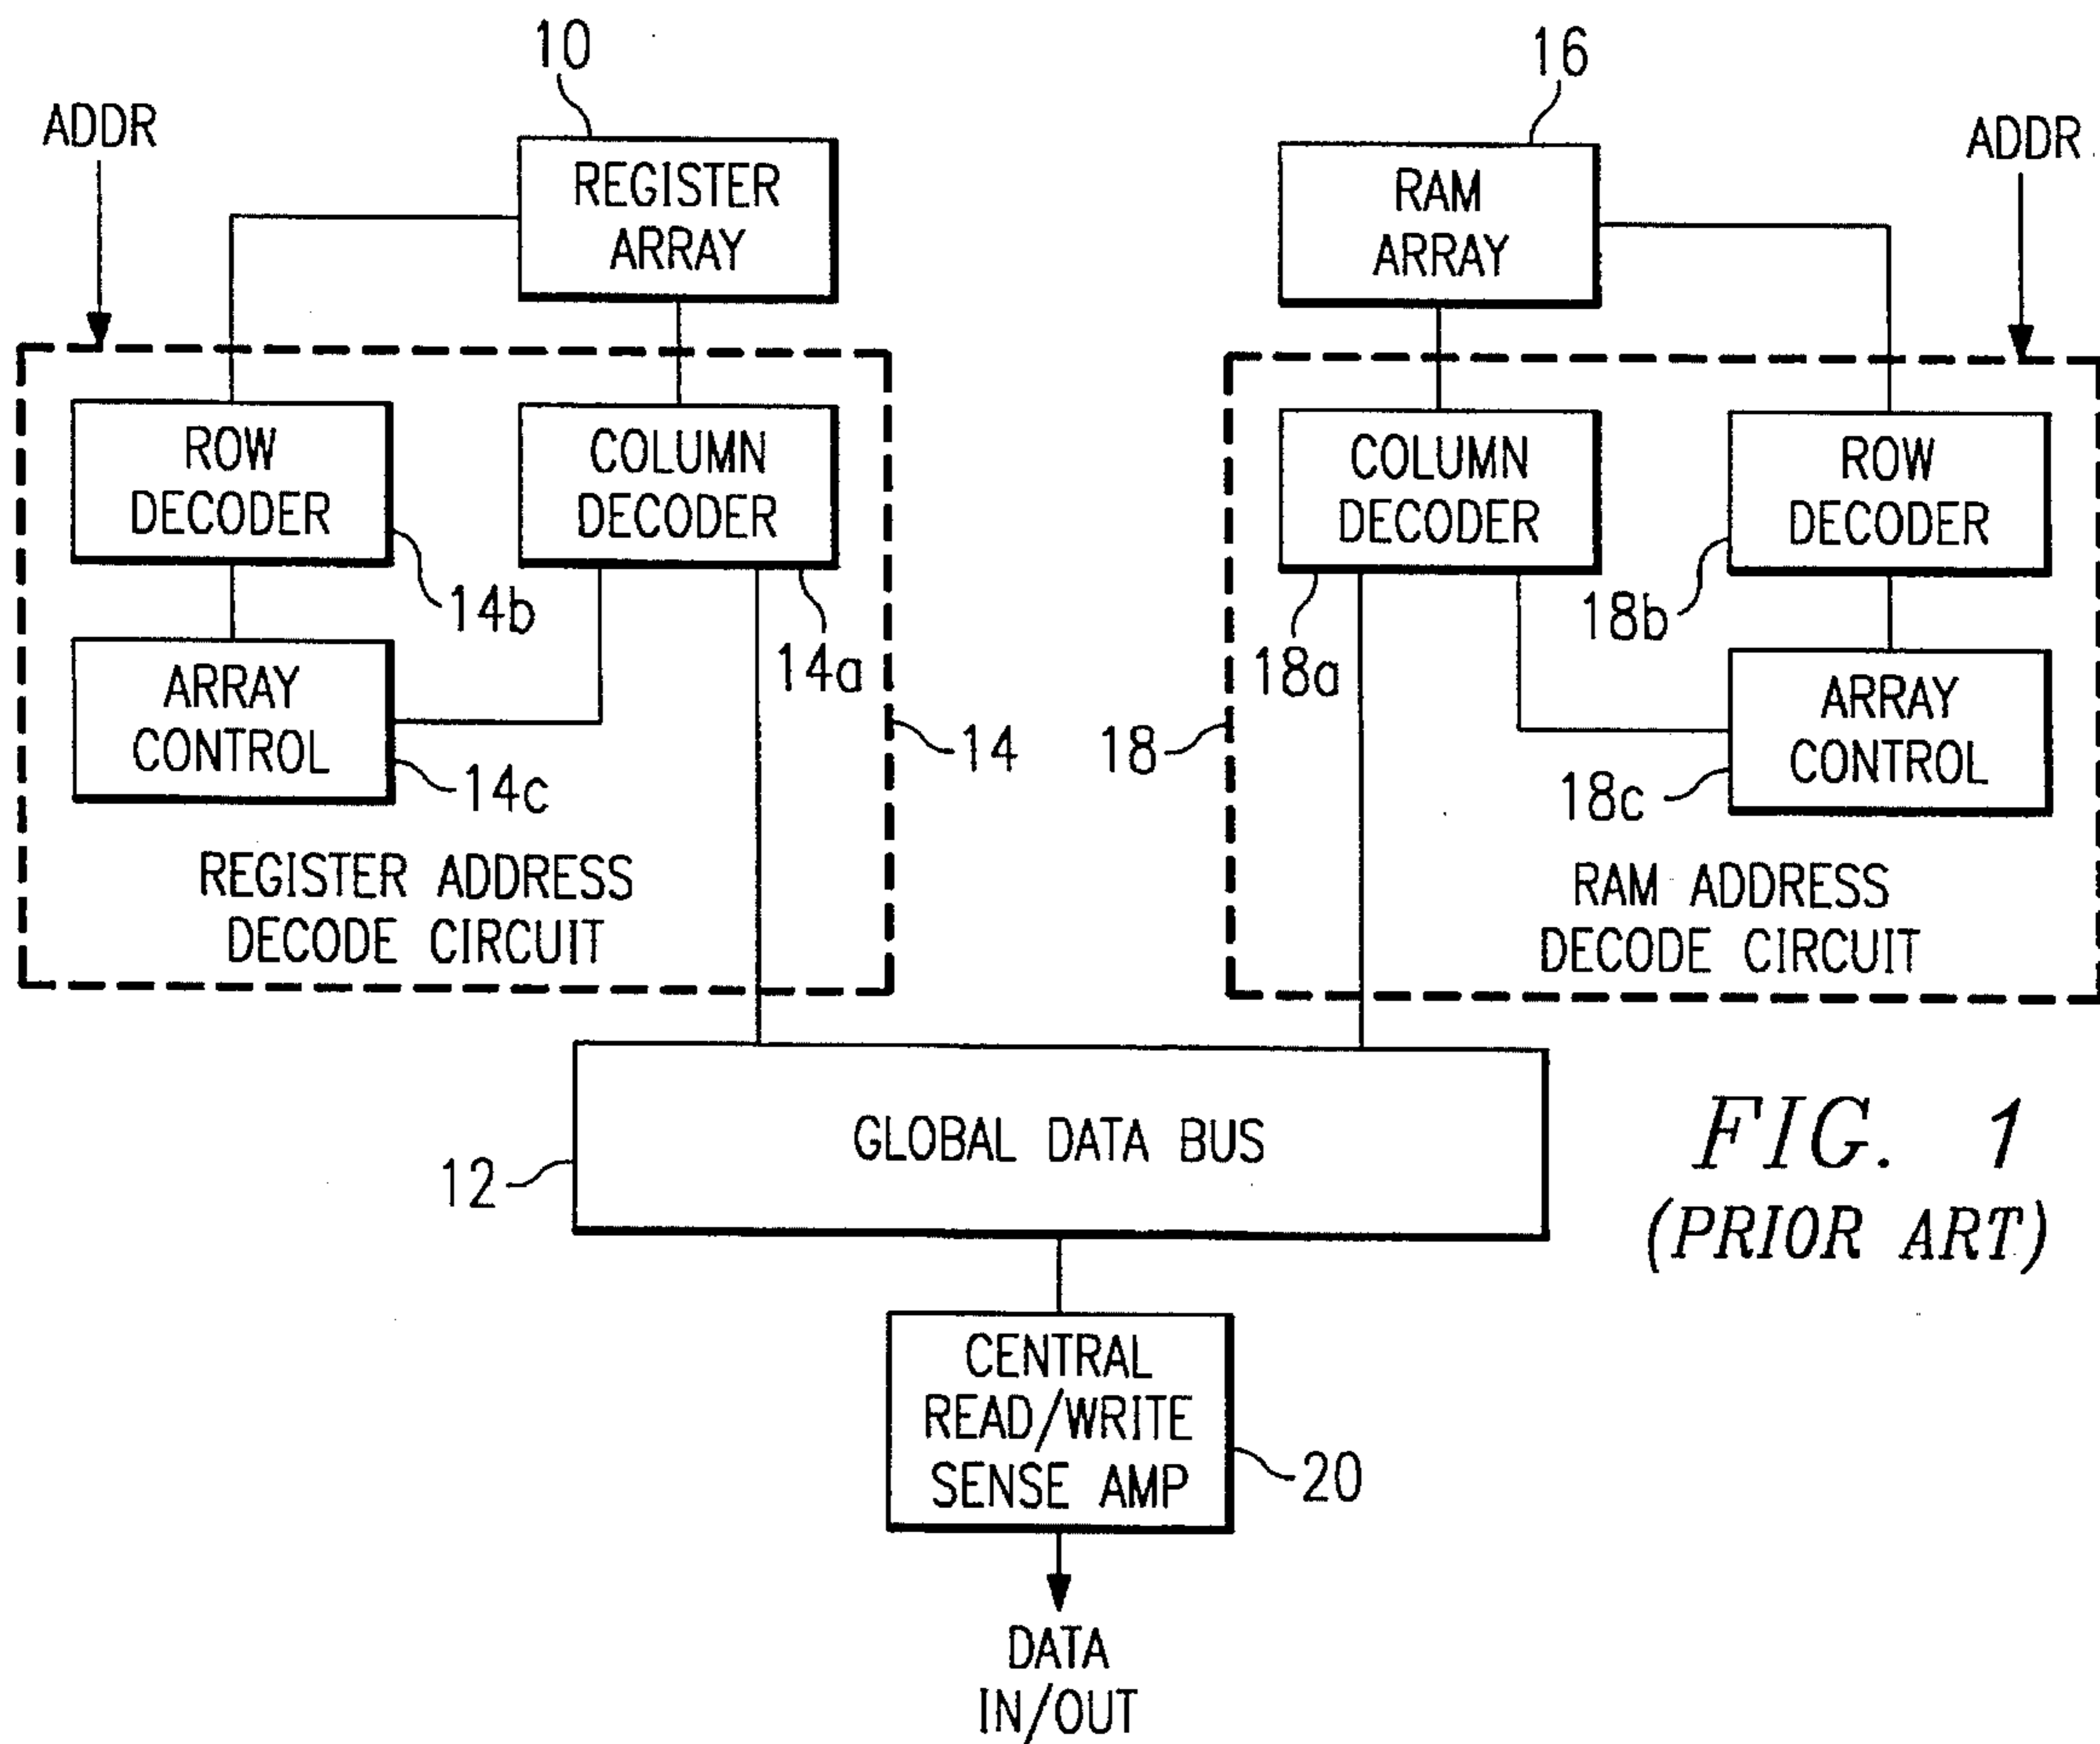 10
16
ADDR
ADDR
REGISTER
ARRAY
RAM
ARRAY
ROW
DECODER
COLUMN
DECODER
COLUMN
DECODER
ROW
DECODER
14b
14a
18a
18b
ARRAY
CONTROL
ARRAY
CONTROL
14
18
14c
18c
REGISTER ADDRESS
DECODE CIRCUIT
RAM ADDRESS
DECODE CIRCUIT
GLOBAL DATA BUS
12
FIG. 1
(PRIOR ART)
CENTRAL
READ/WRITE
SENSE AMP
20
DATA
IN/OUT